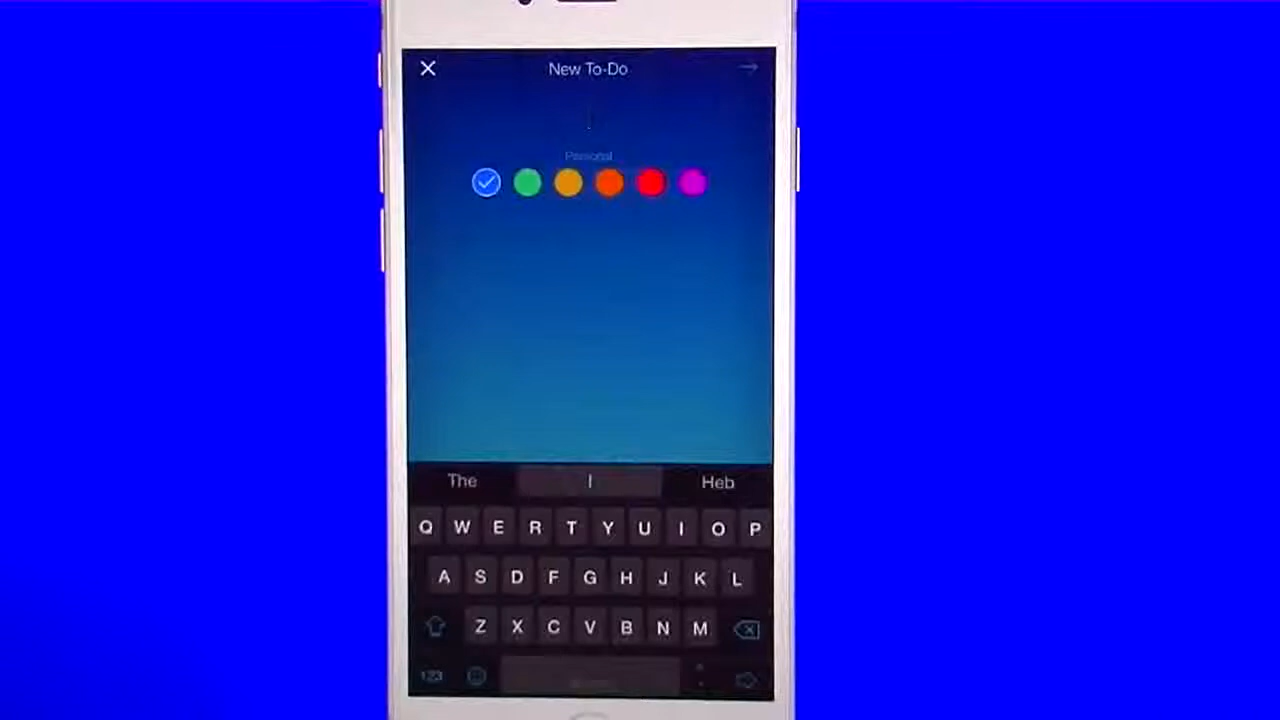 New To-Do
Personal
The I Heb
Q W E R T Y U I O P
A S D F G H J K L
Z X C V B N M
123